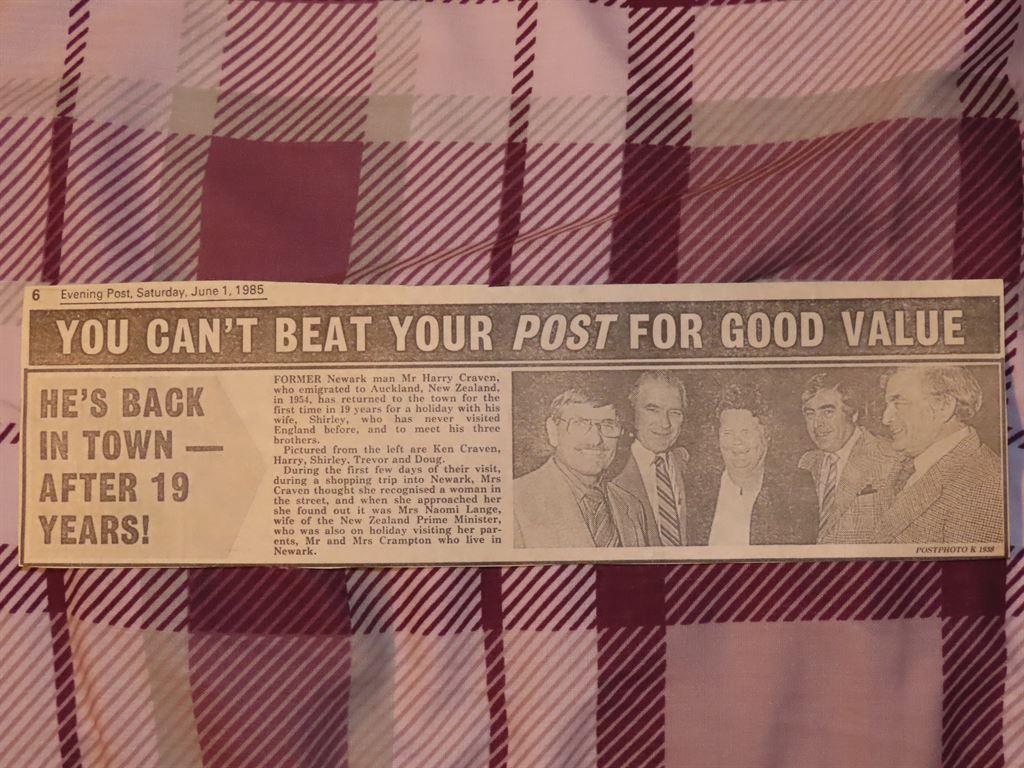 6 Evening Post, Saturday, June 1, 1985
YOU CAN'T BEAT YOUR POST FOR GOOD VALUE
HE'S BACK
IN TOWN —
AFTER 19
YEARS!
FORMER Newark man Mr Harry Craven,
who emigrated to Auckland, New Zealand,
in 1954, has returned to the town for the
first time in 19 years for a holiday with his
wife, Shirley, who has never visited
England before, and to meet his three
brothers.
Pictured from the left are Ken Craven,
Harry, Shirley, Trevor and Doug.
During the first few days of their visit,
during a shopping trip into Newark, Mrs
Craven thought she recognised a woman in
the street, and when she approached her
she found out it was Mrs Naomi Lange,
wife of the New Zealand Prime Minister,
who was also on holiday visiting her par-
ents, Mr and Mrs Crampton who live in
Newark.
POSTPHOTO K 1938